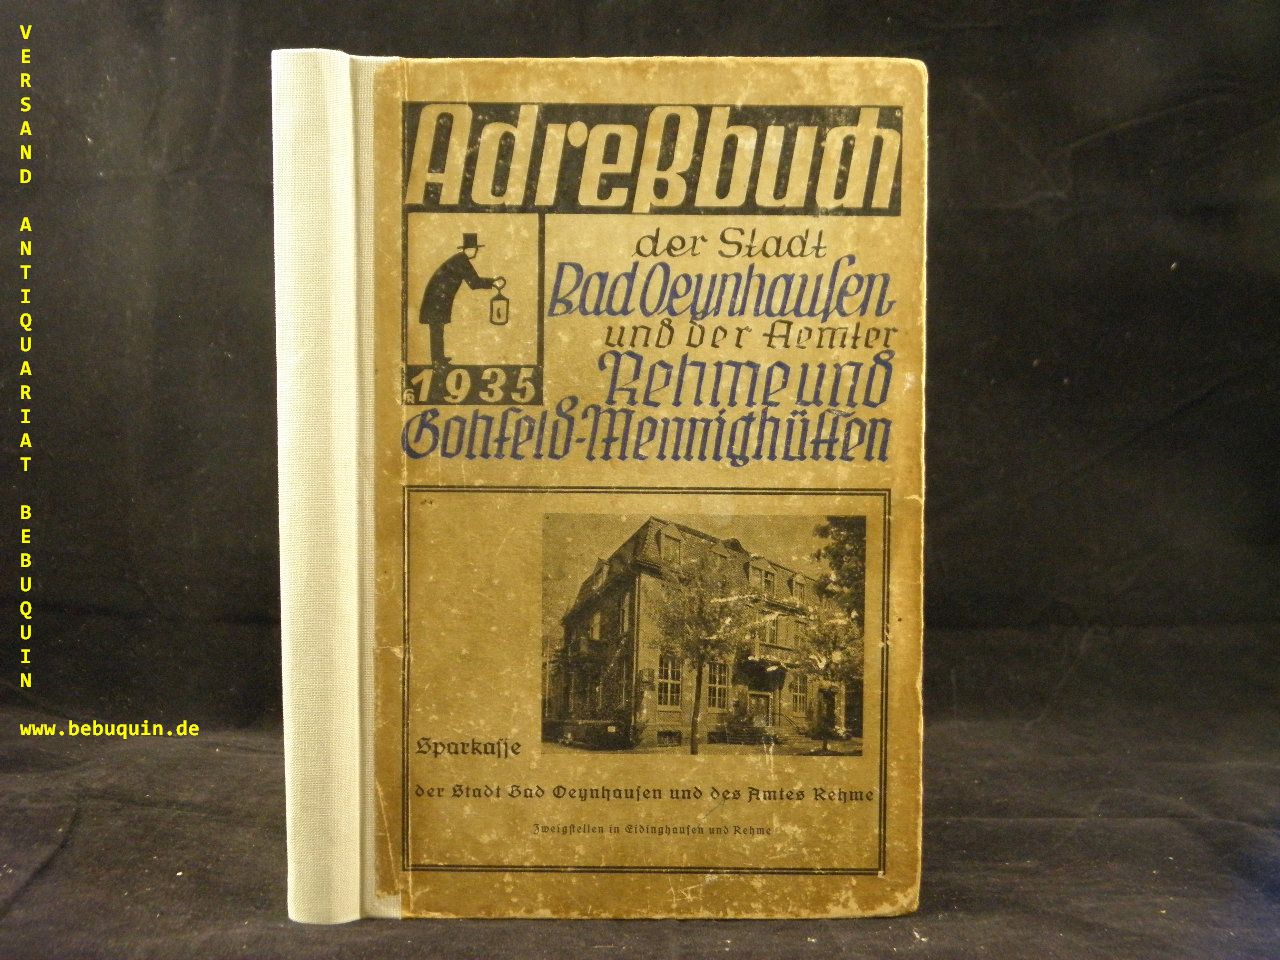 VERSAND ANTIQUARIAT BEBUQUIN
www.bebuquin.de
Adreßbuch
der Stadt
Bad Oeynhauſen
und der Aemter
Rehme und
Gohfeld-Mennighüffen
1935
Sparkaſſe
der Stadt Bad Oeynhauſen und des Amtes Rehme
Zweigſtellen in Eidinghauſen und Rehme